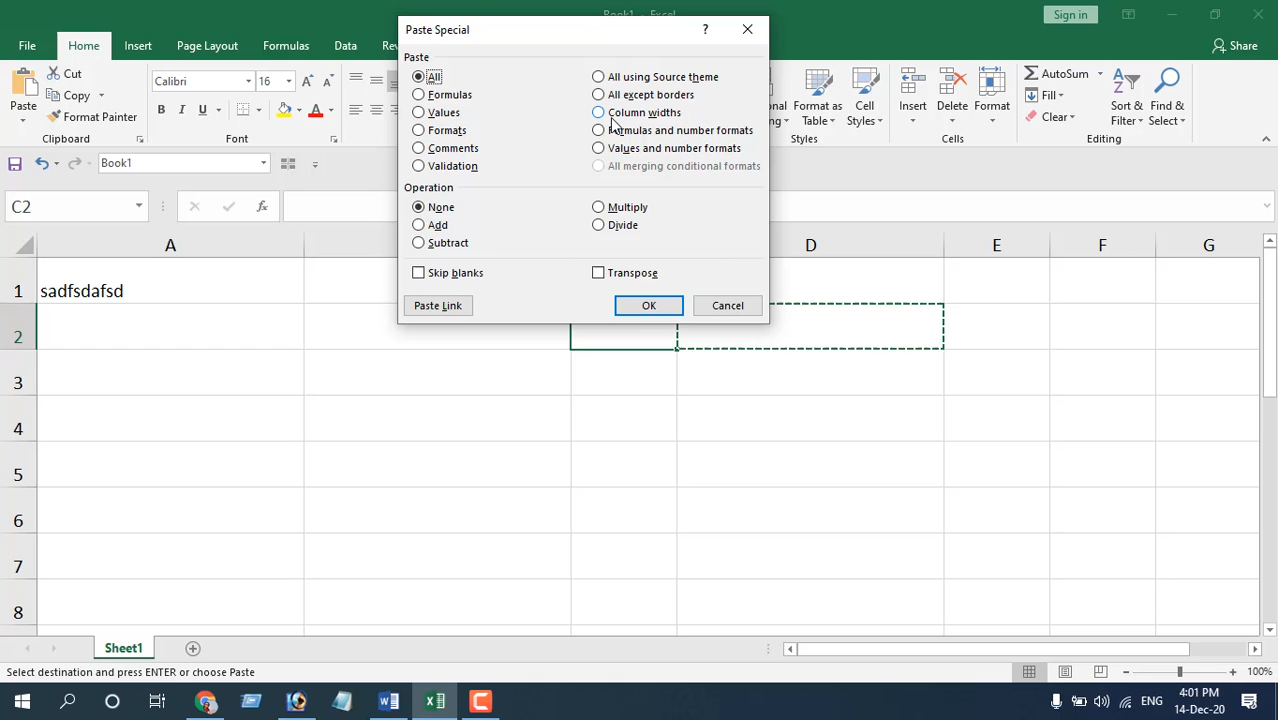 Book1 - Excel
Sign in
File Home Insert Page Layout Formulas Data Share
Paste
Cut
Copy
Format Painter
Clipboard
Calibri 16
B I U
Font
Paste Special ? 
Paste
All
Formulas
Values
Formats
Comments
Validation
All using Source theme
All except borders
Column widths
Formulas and number formats
Values and number formats
All merging conditional formats
Operation
None
Add
Subtract
Multiply
Divide
Skip blanks
Transpose
Paste Link
OK
Cancel
Format as Table
Cell Styles
Styles
Insert
Delete
Format
Cells
AutoSum
Fill
Clear
Sort & Filter
Find & Select
Editing
Book1
C2
fx
A D E F G
1 sadfsdafsd
2
3
4
5
6
7
8
Sheet1
Select destination and press ENTER or choose Paste
100%
ENG
4:01 PM
14-Dec-20